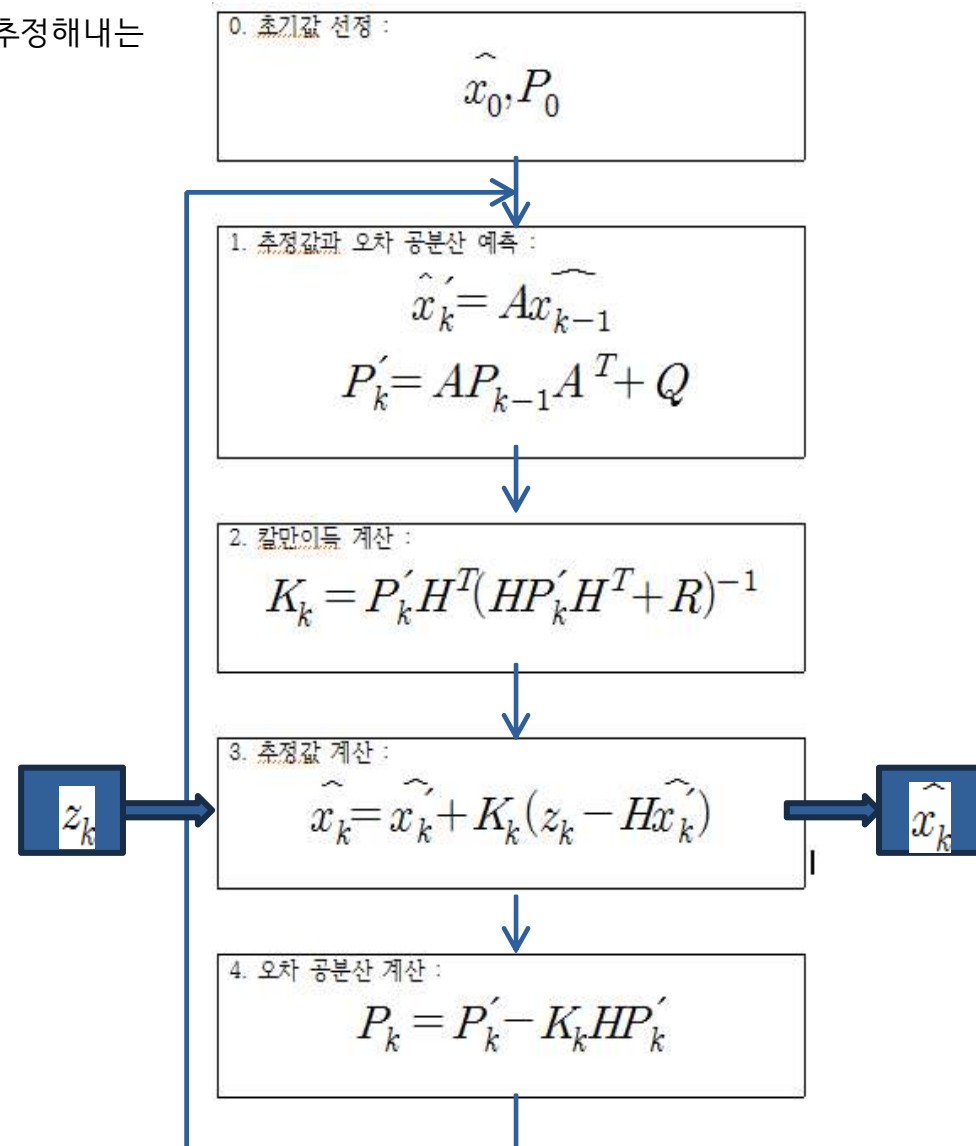 추정해내는
0. 초기값 선정 :
x̂₀, P₀
1. 추정값과 오차 공분산 예측 :
x̂′ₖ = Ax̂ₖ₋₁
P′ₖ = APₖ₋₁Aᵀ + Q
2. 칼만이득 계산 :
Kₖ = P′ₖHᵀ(HP′ₖHᵀ + R)⁻¹
3. 추정값 계산 :
zₖ
x̂ₖ = x̂′ₖ + Kₖ(zₖ − Hx̂′ₖ)
x̂ₖ
4. 오차 공분산 계산 :
Pₖ = P′ₖ − KₖHP′ₖ